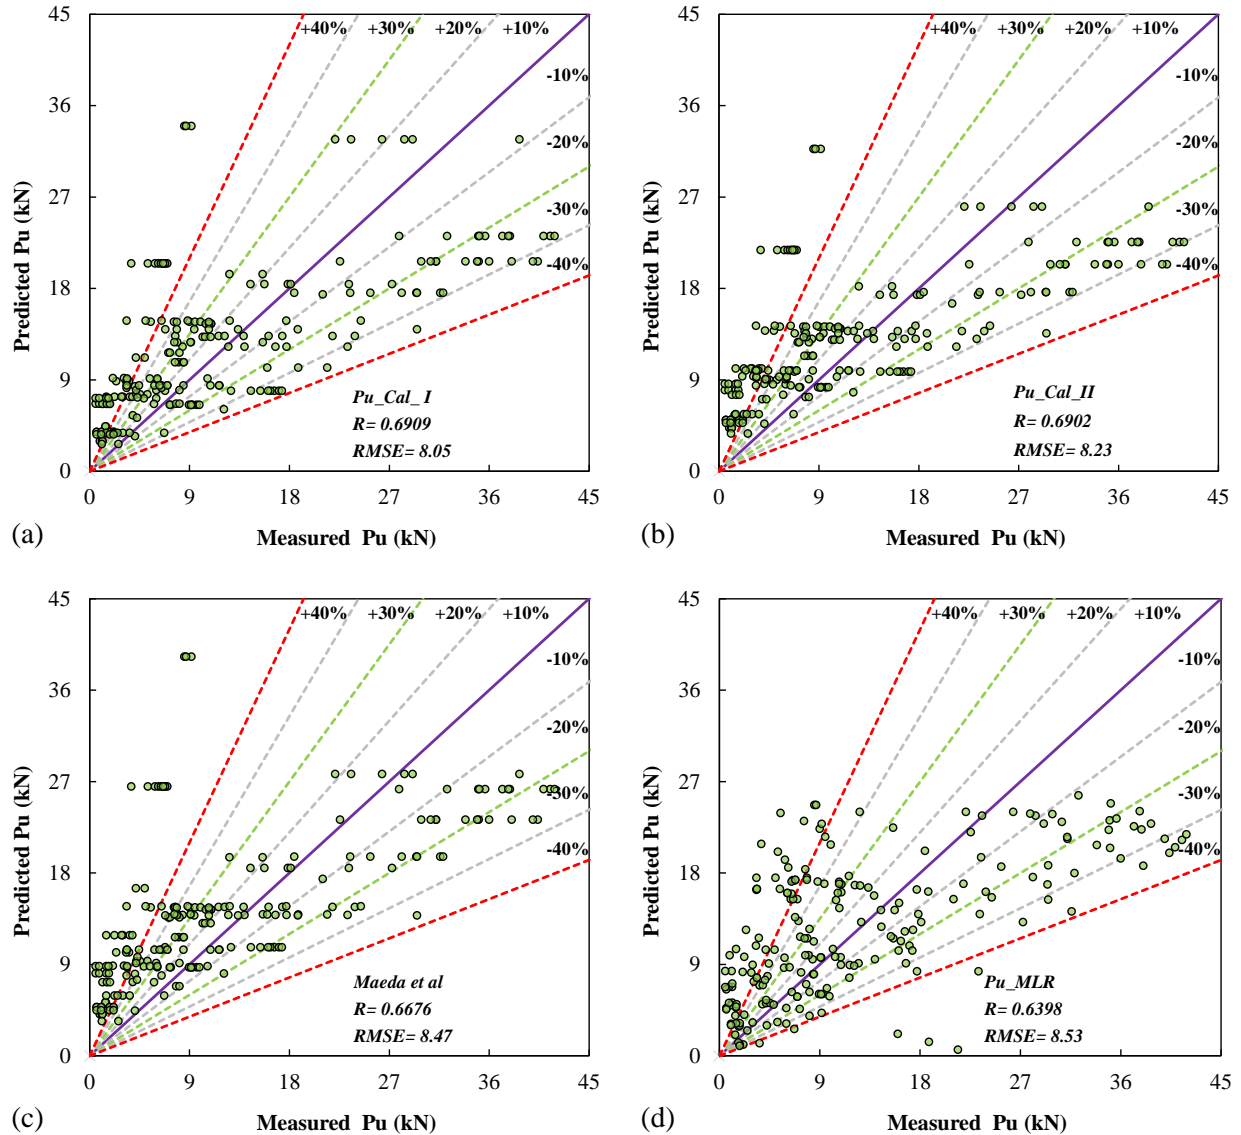 45
36
27
18
9
0
+40% +30% +20% +10%
-10%
-20%
-30%
-40%
Predicted Pu (kN)
Pu_Cal_ I
R= 0.6909
RMSE= 8.05
0 9 18 27 36 45
Measured Pu (kN)
(a)
45
36
27
18
9
0
+40% +30% +20% +10%
-10%
-20%
-30%
-40%
Predicted Pu (kN)
Pu_Cal_II
R= 0.6902
RMSE= 8.23
0 9 18 27 36 45
Measured Pu (kN)
(b)
45
36
27
18
9
0
+40% +30% +20% +10%
-10%
-20%
-30%
-40%
Predicted Pu (kN)
Maeda et al
R= 0.6676
RMSE= 8.47
0 9 18 27 36 45
Measured Pu (kN)
(c)
45
36
27
18
9
0
+40% +30% +20% +10%
-10%
-20%
-30%
-40%
Predicted Pu (kN)
Pu_MLR
R= 0.6398
RMSE= 8.53
0 9 18 27 36 45
Measured Pu (kN)
(d)